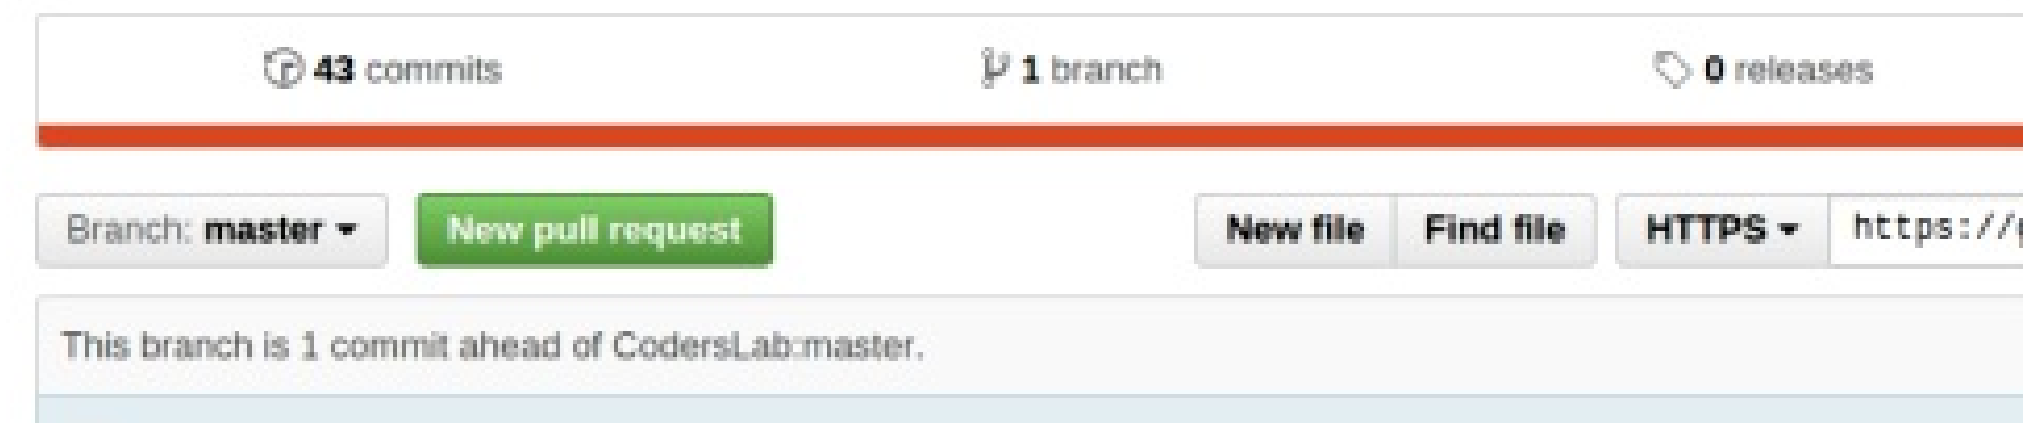 43 commits 1 branch 0 releases
Branch: master New pull request New file Find file HTTPS https://g
This branch is 1 commit ahead of CodersLab:master.